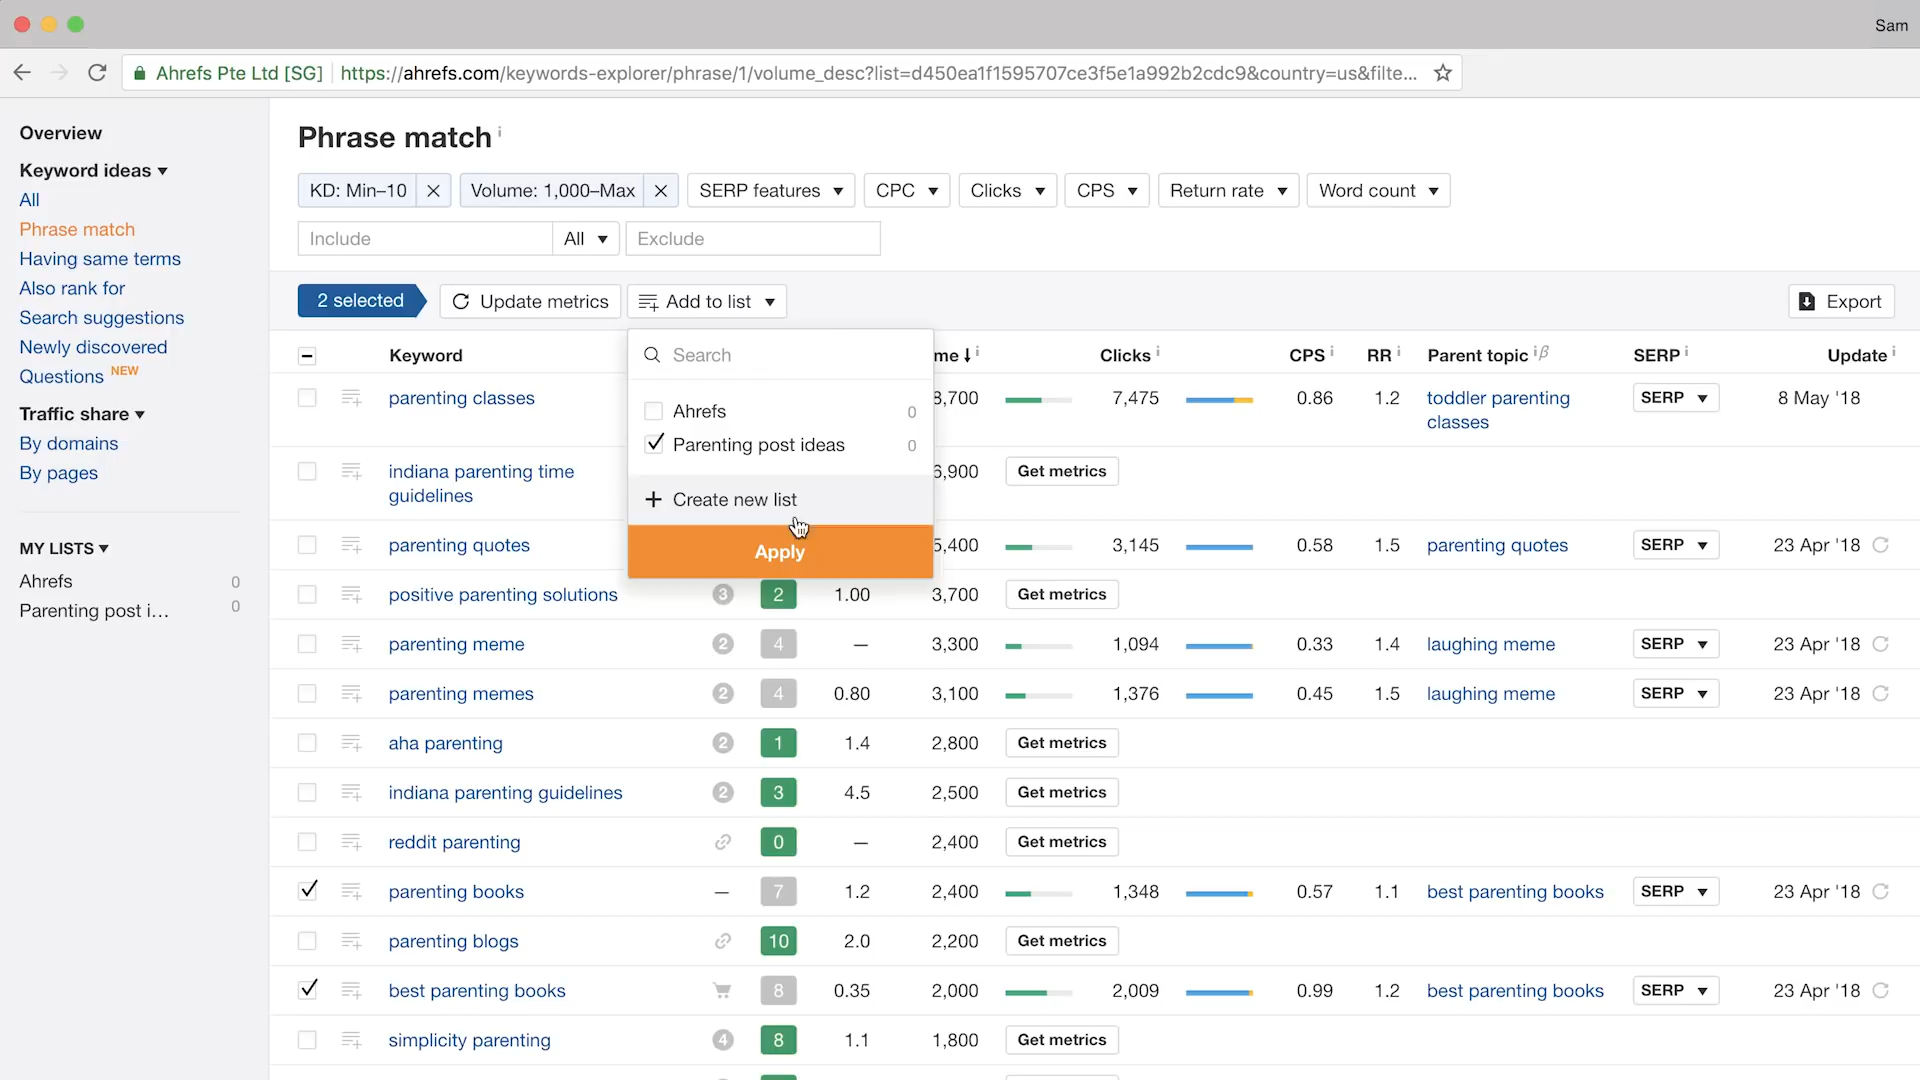 Sam
Ahrefs Pte Ltd [SG] https://ahrefs.com/keywords-explorer/phrase/1/volume_desc?list=d450ea1f1595707ce3f5e1a992b2cdc9&country=us&filte...
Overview
Keyword ideas
All
Phrase match
Having same terms
Also rank for
Search suggestions
Newly discovered
Questions NEW
Traffic share
By domains
By pages
MY LISTS
Ahrefs 0
Parenting post i... 0
Phrase match i
KD: Min–10 Volume: 1,000–Max SERP features CPC Clicks CPS Return rate Word count
Include All Exclude
2 selected Update metrics Add to list Export
Search
Ahrefs 0
Parenting post ideas 0
+ Create new list
Apply
Keyword me i Clicks i CPS i RR i Parent topic i β SERP i Update i
parenting classes 8,700 7,475 0.86 1.2 toddler parenting classes SERP 8 May '18
indiana parenting time guidelines 6,900 Get metrics
parenting quotes 5,400 3,145 0.58 1.5 parenting quotes SERP 23 Apr '18
positive parenting solutions 3 2 1.00 3,700 Get metrics
parenting meme 2 4 — 3,300 1,094 0.33 1.4 laughing meme SERP 23 Apr '18
parenting memes 2 4 0.80 3,100 1,376 0.45 1.5 laughing meme SERP 23 Apr '18
aha parenting 2 1 1.4 2,800 Get metrics
indiana parenting guidelines 2 3 4.5 2,500 Get metrics
reddit parenting 0 — 2,400 Get metrics
parenting books — 7 1.2 2,400 1,348 0.57 1.1 best parenting books SERP 23 Apr '18
parenting blogs 10 2.0 2,200 Get metrics
best parenting books 8 0.35 2,000 2,009 0.99 1.2 best parenting books SERP 23 Apr '18
simplicity parenting 4 8 1.1 1,800 Get metrics